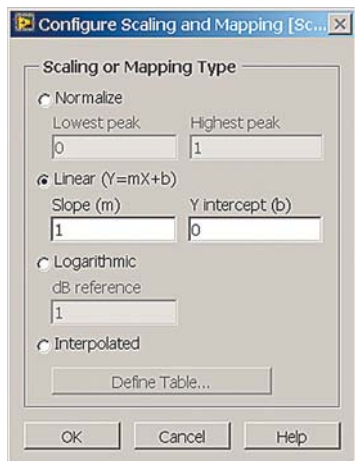 Configure Scaling and Mapping [Sc...
Scaling or Mapping Type
Normalize
Lowest peak Highest peak
0 1
Linear (Y=mX+b)
Slope (m) Y intercept (b)
1 0
Logarithmic
dB reference
1
Interpolated
Define Table...
OK Cancel Help